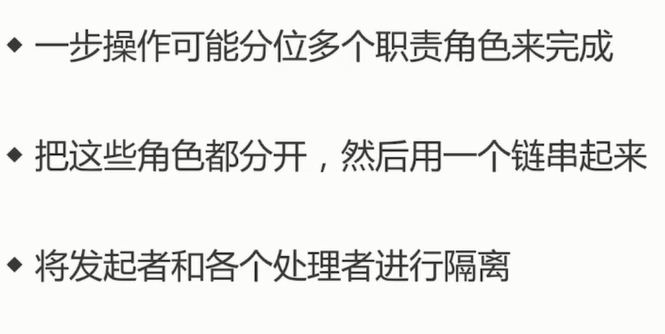 ◆ 一步操作可能分位多个职责角色来完成
◆ 把这些角色都分开，然后用一个链串起来
◆ 将发起者和各个处理者进行隔离